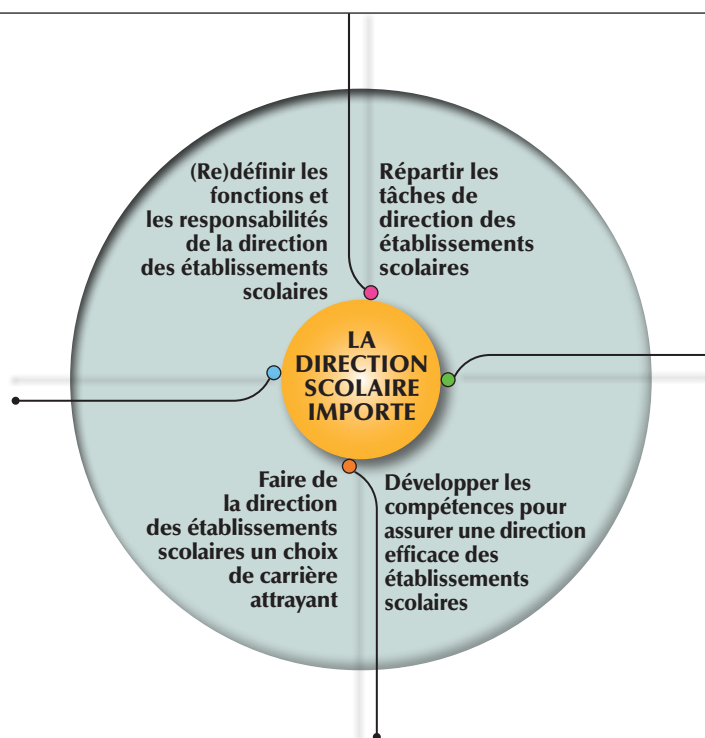 (Re)définir les
fonctions et
les responsabilités
de la direction
des établissements
scolaires
Répartir les
tâches de
direction des
établissements
scolaires
LA
DIRECTION
SCOLAIRE
IMPORTE
Faire de
la direction
des établissements
scolaires un choix
de carrière
attrayant
Développer les
compétences pour
assurer une direction
efficace des
établissements
scolaires